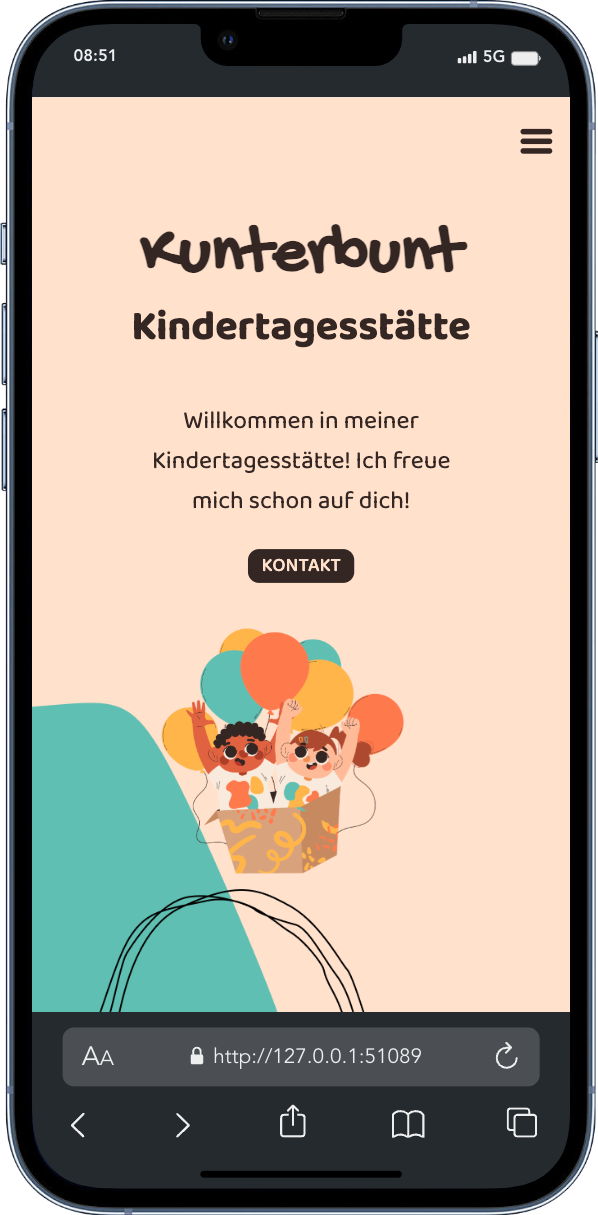 08:51
5G
Kunterbunt
Kindertagesstätte
Willkommen in meiner
Kindertagesstätte! Ich freue
mich schon auf dich!
KONTAKT
AA
http://127.0.0.1:51089